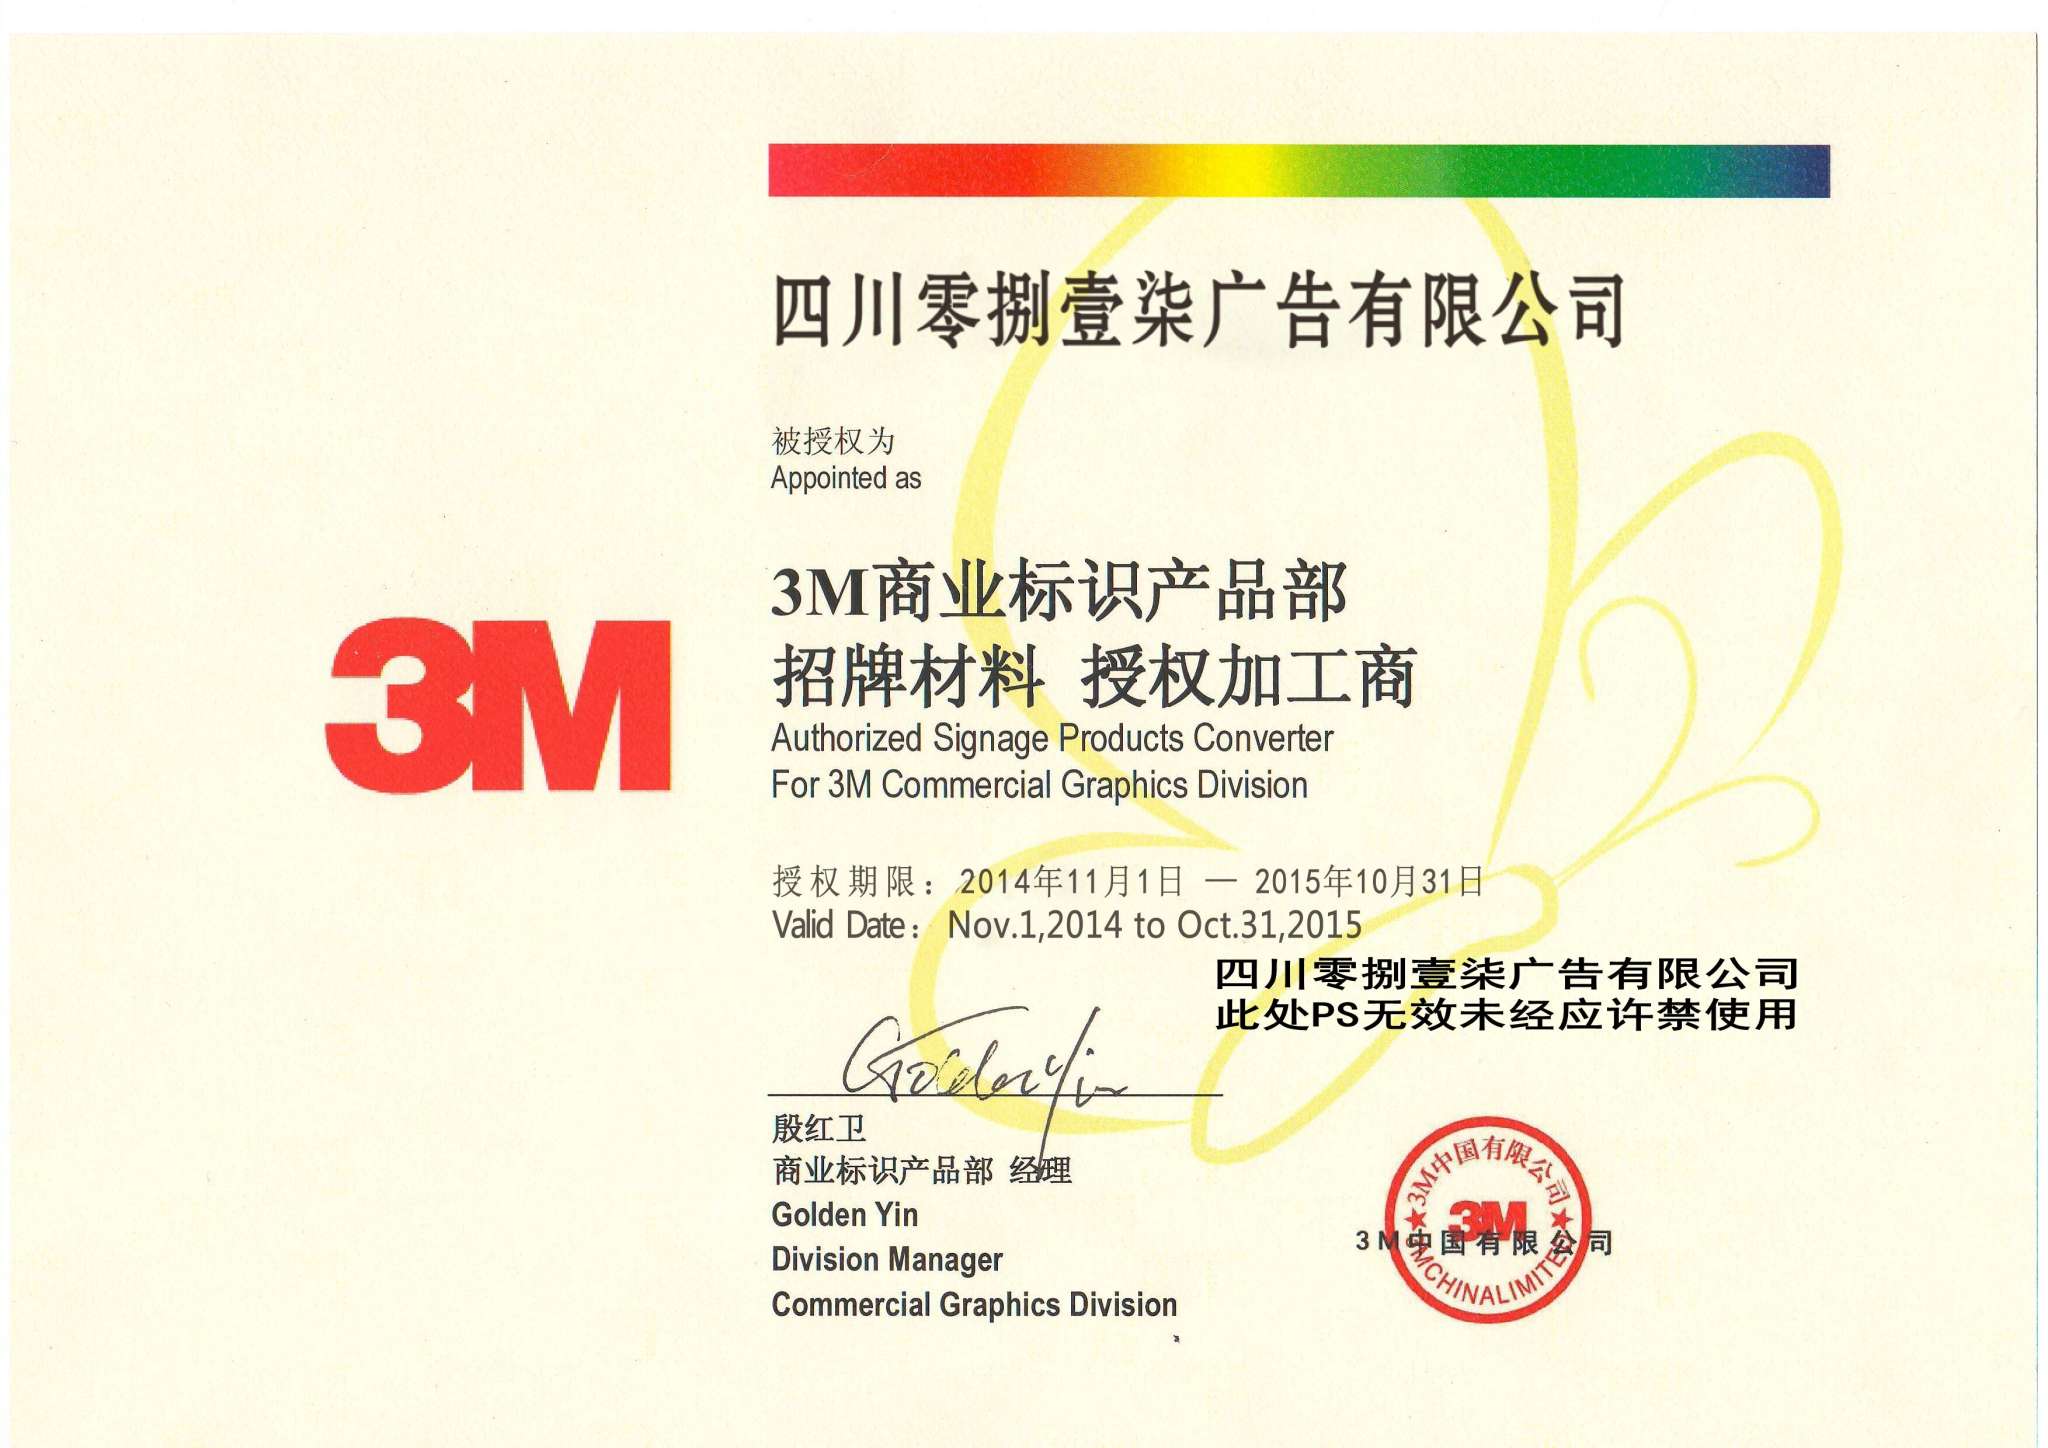 四川零捌壹柒广告有限公司
被授权为
Appointed as
3M
3M商业标识产品部
招牌材料 授权加工商
Authorized Signage Products Converter
For 3M Commercial Graphics Division
授权期限：2014年11月1日 — 2015年10月31日
Valid Date： Nov.1,2014 to Oct.31,2015
四川零捌壹柒广告有限公司
此处PS无效未经应许禁使用
Golden Yin
殷红卫
商业标识产品部 经理
Golden Yin
Division Manager
Commercial Graphics Division
★3M中国有限公司★
3M
3M中国有限公司
3MCHINALIMITED